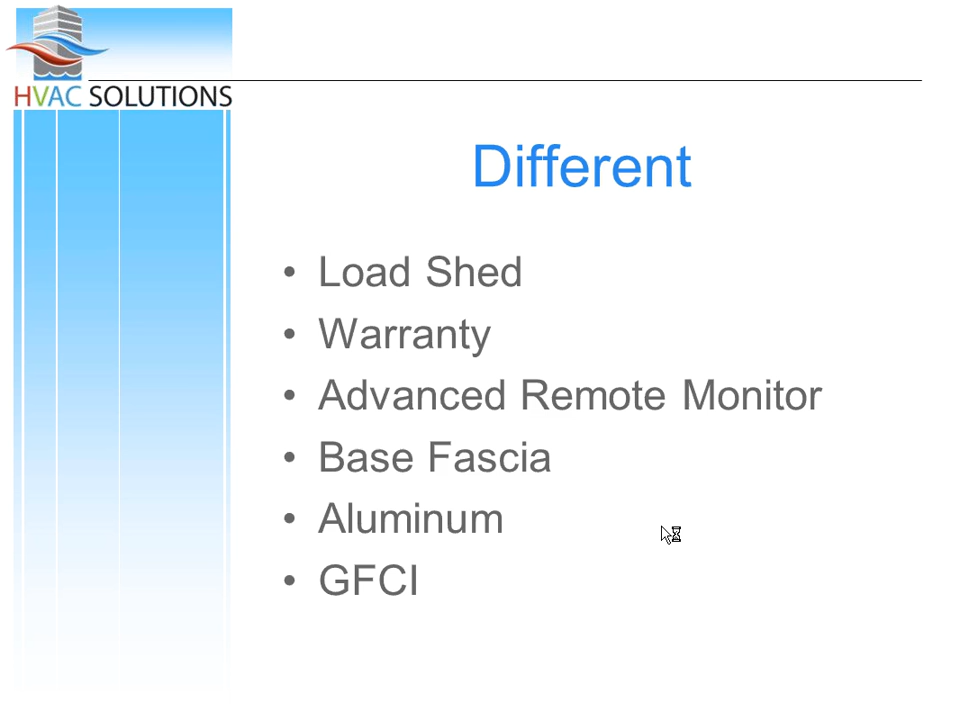 HVAC SOLUTIONS
Different
• Load Shed
• Warranty
• Advanced Remote Monitor
• Base Fascia
• Aluminum
• GFCI